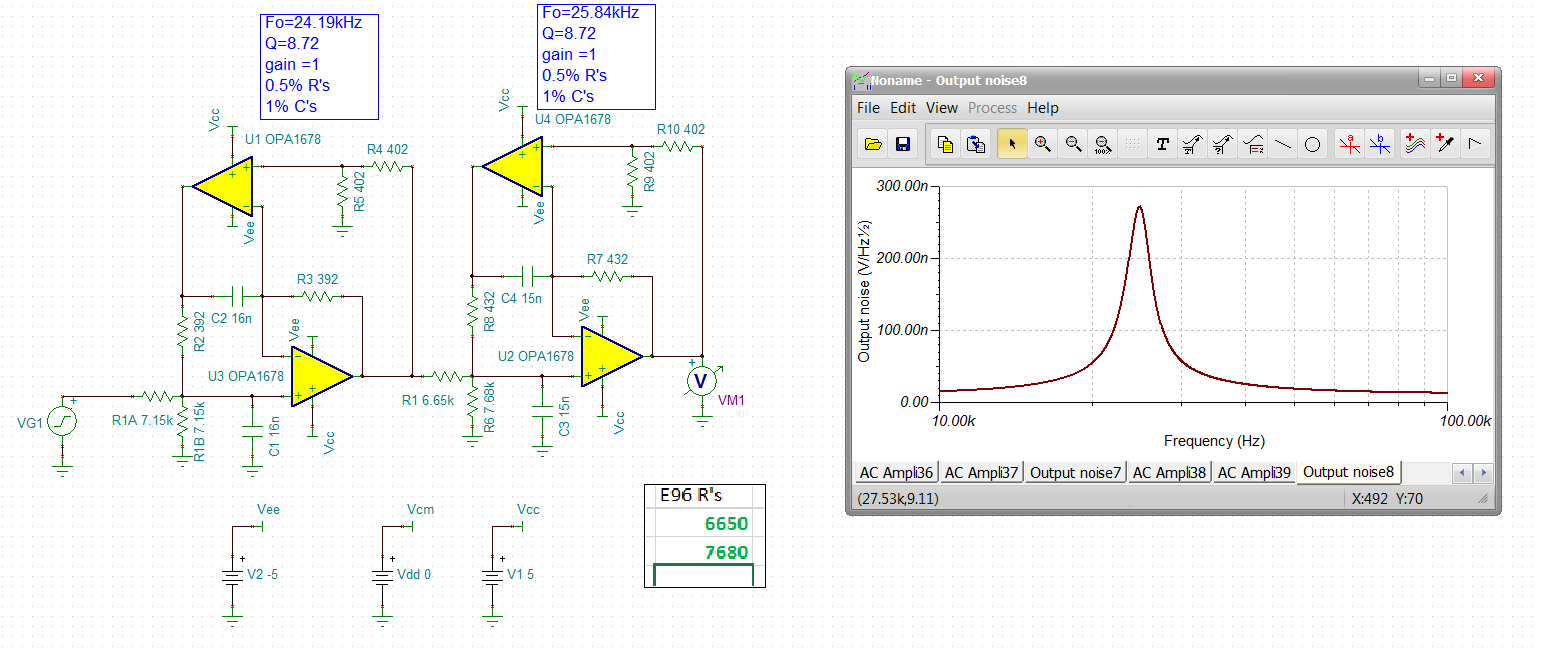 Fo=24.19kHz
Q=8.72
gain =1
0.5% R's
1% C's
Fo=25.84kHz
Q=8.72
gain =1
0.5% R's
1% C's
Vcc
U1 OPA1678
R4 402
R5 402
Vee
R3 392
C2 16n
R2 392
Vee
U3 OPA1678
VG1
R1A 7.15k
R1B 7.15k
C1 16n
Vcc
Vcc
U4 OPA1678
R10 402
R9 402
Vee
R7 432
C4 15n
R8 432
Vee
U2 OPA1678
R1 6.65k
R6 7.68k
C3 15n
Vcc
V
VM1
+
Vee
V2 -5
Vcm
Vdd 0
Vcc
V1 5
E96 R's
6650
7680
Noname - Output noise8
File Edit View Process Help
100%
T
a
b
300.00n
200.00n
100.00n
0.00
Output noise (V/Hz½)
10.00k
100.00k
Frequency (Hz)
AC Ampli36 AC Ampli37 Output noise7 AC Ampli38 AC Ampli39 Output noise8
(27.53k,9.11)
X:492 Y:70